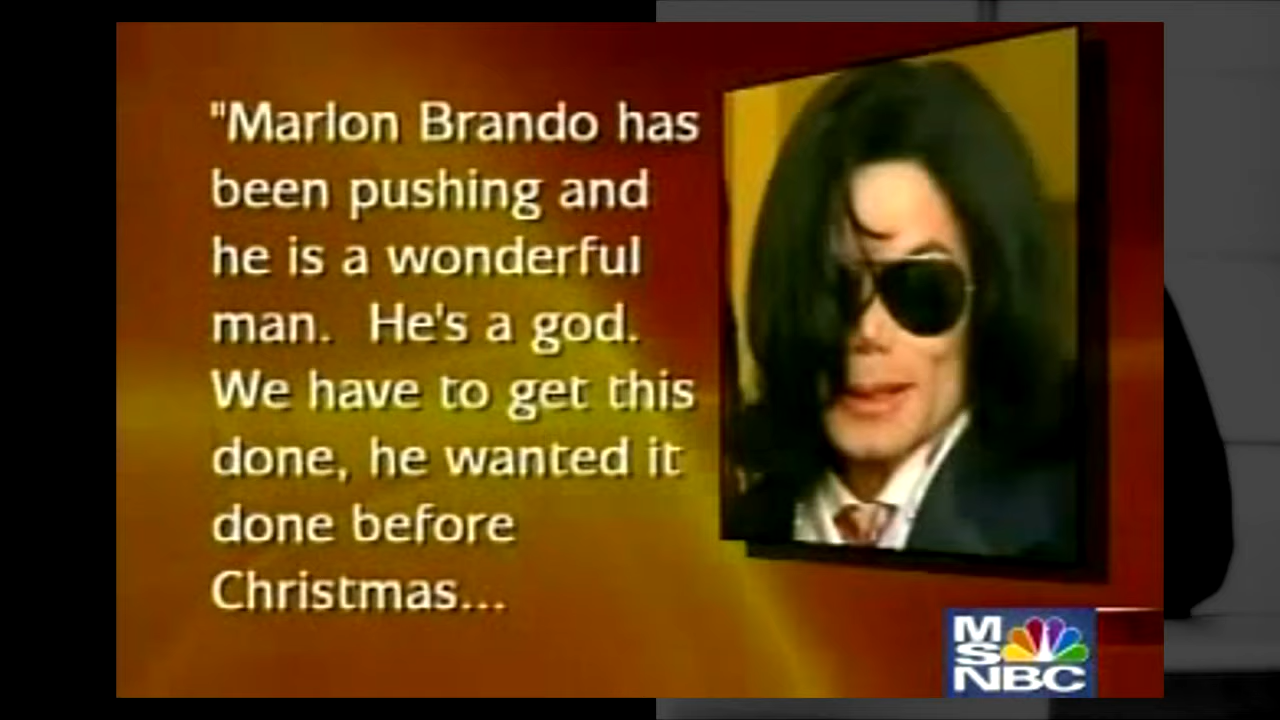 "Marlon Brando has
been pushing and
he is a wonderful
man.  He's a god.
We have to get this
done, he wanted it
done before
Christmas...
M
S
NBC